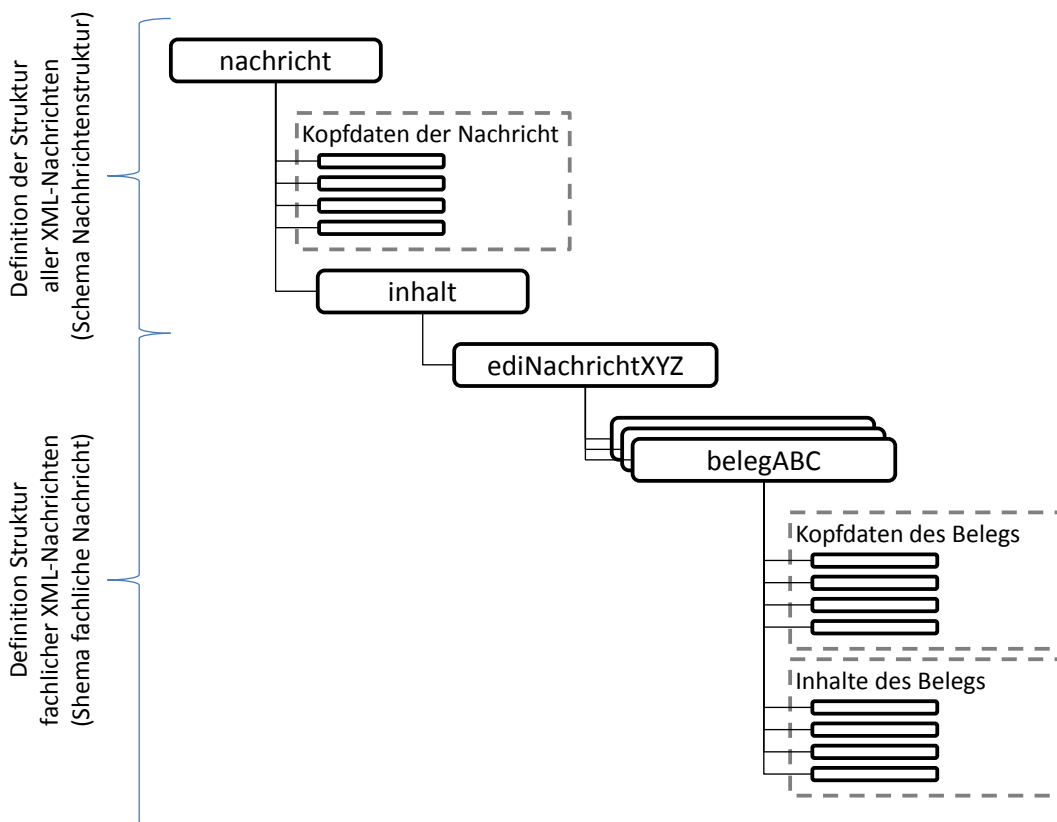 Definition der Struktur
aller XML-Nachrichten
(Schema Nachrichtenstruktur)
nachricht
Kopfdaten der Nachricht
inhalt
Definition Struktur
fachlicher XML-Nachrichten
(Shema fachliche Nachricht)
ediNachrichtXYZ
belegABC
Kopfdaten des Belegs
Inhalte des Belegs